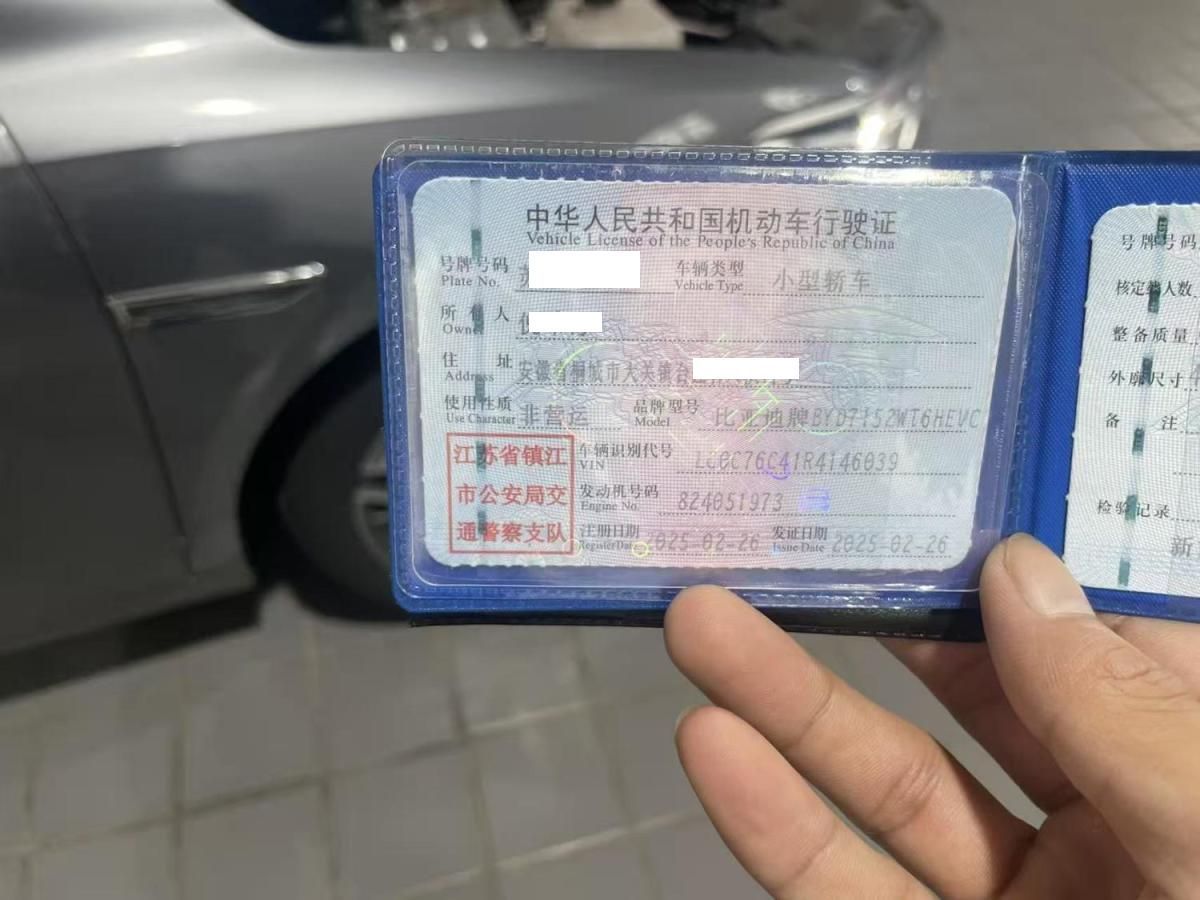 中华人民共和国机动车行驶证
Vehicle License of the People's Republic of China
号牌号码 苏 车辆类型 小型轿车
Plate No. Vehicle Type
所有人
Owner
住址 安徽省桐城市大关镇台
Address
使用性质 非营运 品牌型号 比亚迪牌BYD7152WT6HEVC
Use Character Model
江苏省镇江
市公安局交
通警察支队
车辆识别代号 LC0C76C41R4146039
VIN
发动机号码 824051973
Engine No.
注册日期 2025-02-26 发证日期 2025-02-26
Register Date Issue Date
号牌号码
核定载人数
整备质量
外廓尺寸
备注
检验记录
新